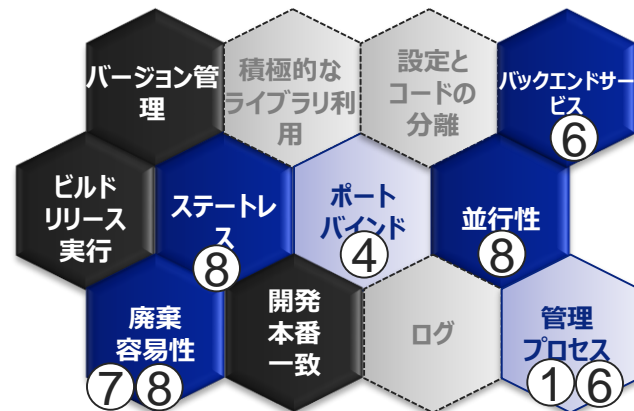 バージョン管
理
積極的な
ライブラリ利
用
設定と
コードの
分離
バックエンドサー
ビス
⑥
ビルド
リリース
実行
ステートレ
ス
⑧
ポート
バインド
④
並行性
⑧
廃棄
容易性
⑦⑧
開発
本番
一致
ログ
管理
プロセス
①⑥